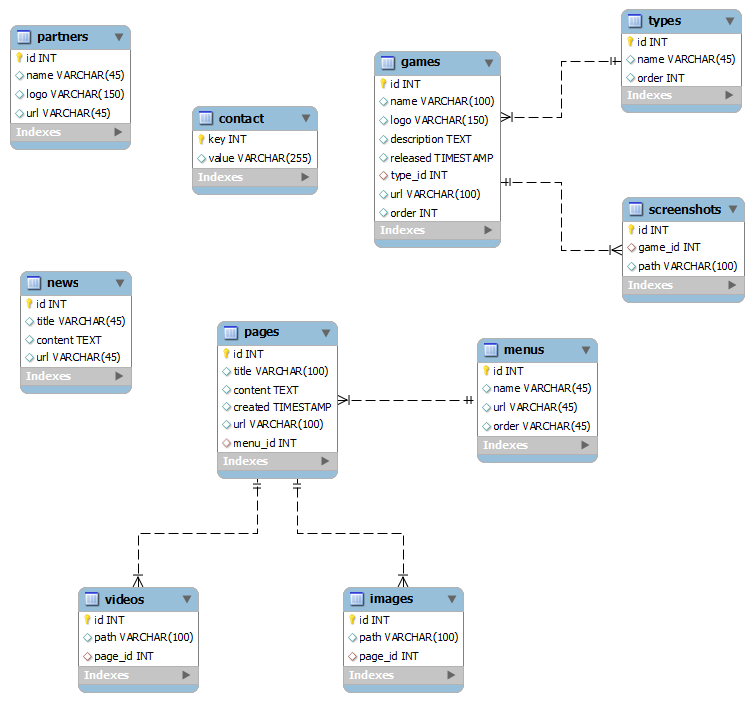 partners
id INT
name VARCHAR(45)
logo VARCHAR(150)
url VARCHAR(45)
Indexes
contact
key INT
value VARCHAR(255)
Indexes
games
id INT
name VARCHAR(100)
logo VARCHAR(150)
description TEXT
released TIMESTAMP
type_id INT
url VARCHAR(100)
order INT
Indexes
types
id INT
name VARCHAR(45)
order INT
Indexes
screenshots
id INT
game_id INT
path VARCHAR(100)
Indexes
news
id INT
title VARCHAR(45)
content TEXT
url VARCHAR(45)
Indexes
pages
id INT
title VARCHAR(100)
content TEXT
created TIMESTAMP
url VARCHAR(100)
menu_id INT
Indexes
menus
id INT
name VARCHAR(45)
url VARCHAR(45)
order VARCHAR(45)
Indexes
videos
id INT
path VARCHAR(100)
page_id INT
Indexes
images
id INT
path VARCHAR(100)
page_id INT
Indexes